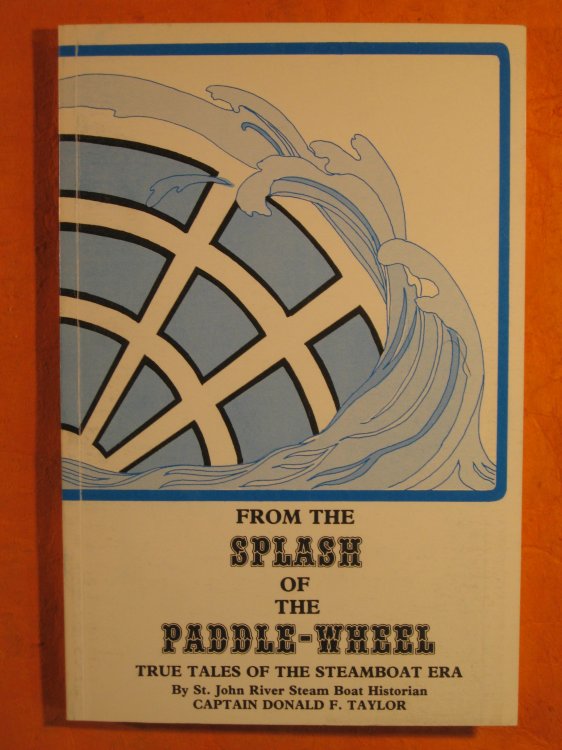 FROM THE
SPLASH
OF
THE
PADDLE-WHEEL
TRUE TALES OF THE STEAMBOAT ERA
By St. John River Steam Boat Historian
CAPTAIN DONALD F. TAYLOR